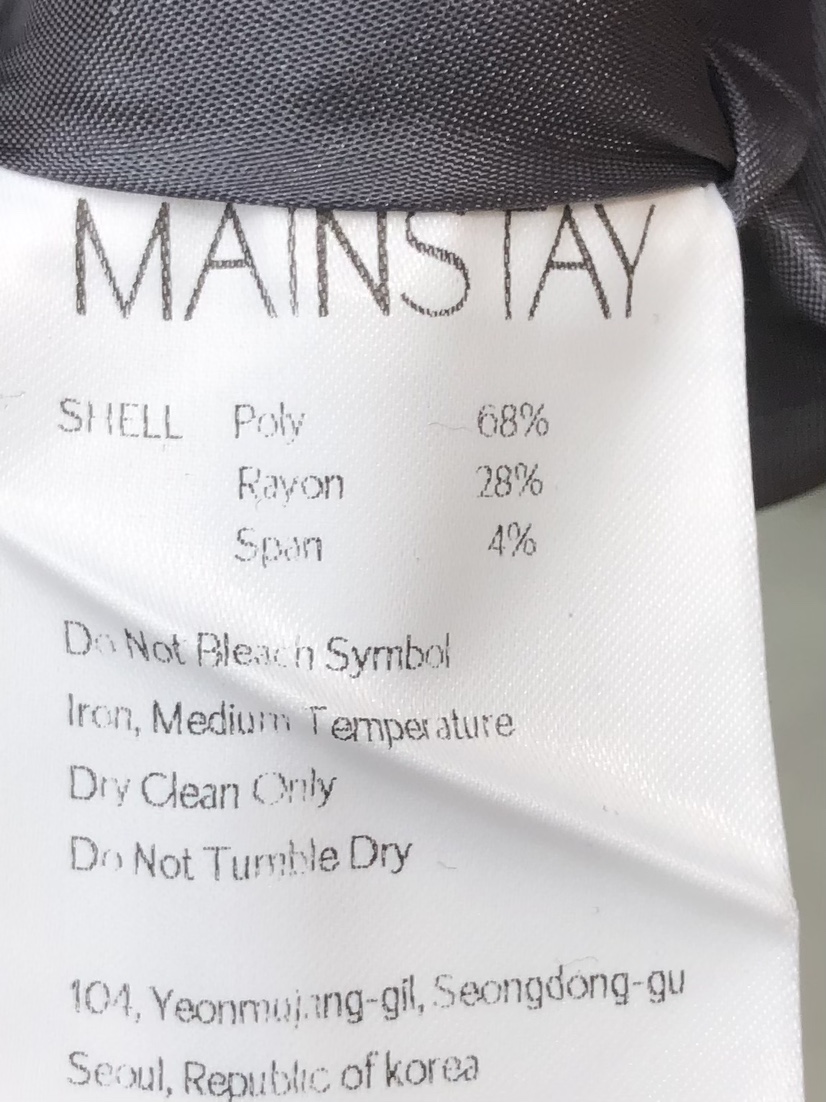 MAINSTAY
SHELL Poly 68%
Rayon 28%
Span 4%
Do Not Bleach Symbol
Iron, Medium Temperature
Dry Clean Only
Do Not Tumble Dry
104, Yeonmujang-gil, Seongdong-gu
Seoul, Republic of korea